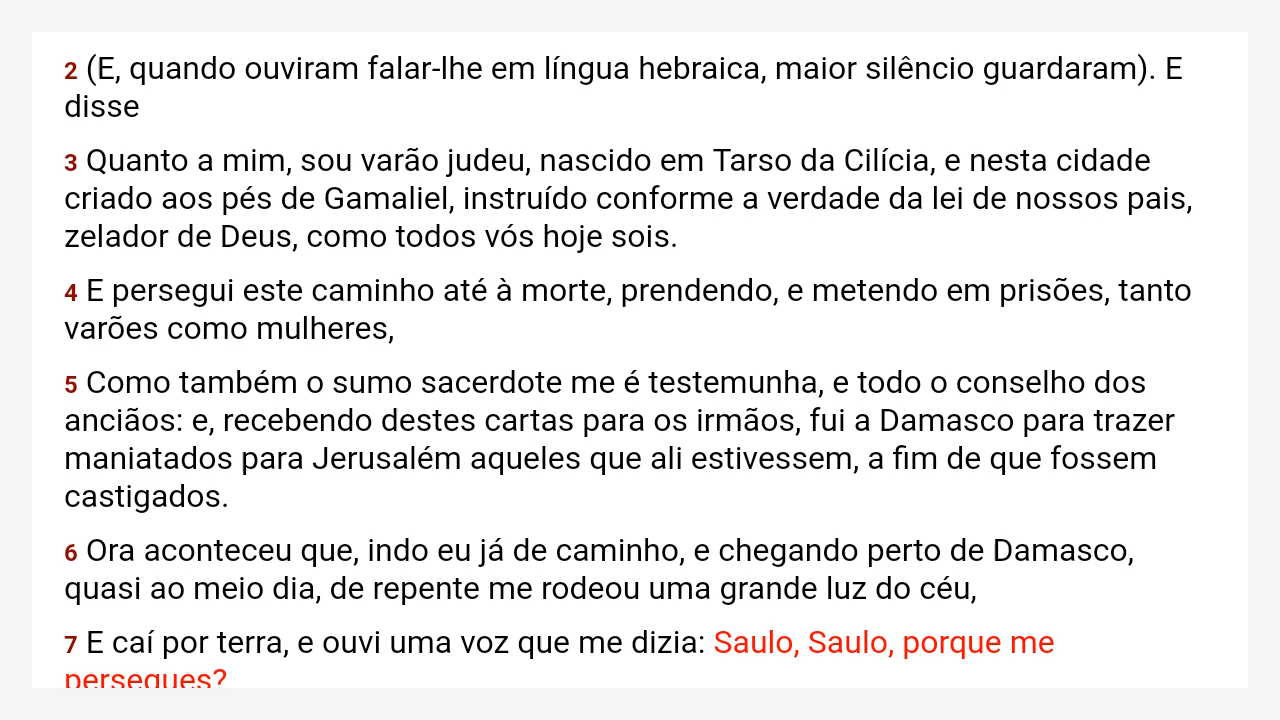 2 (E, quando ouviram falar-lhe em língua hebraica, maior silêncio guardaram). E
disse
3 Quanto a mim, sou varão judeu, nascido em Tarso da Cilícia, e nesta cidade
criado aos pés de Gamaliel, instruído conforme a verdade da lei de nossos pais,
zelador de Deus, como todos vós hoje sois.
4 E persegui este caminho até à morte, prendendo, e metendo em prisões, tanto
varões como mulheres,
5 Como também o sumo sacerdote me é testemunha, e todo o conselho dos
anciãos: e, recebendo destes cartas para os irmãos, fui a Damasco para trazer
maniatados para Jerusalém aqueles que ali estivessem, a fim de que fossem
castigados.
6 Ora aconteceu que, indo eu já de caminho, e chegando perto de Damasco,
quasi ao meio dia, de repente me rodeou uma grande luz do céu,
7 E caí por terra, e ouvi uma voz que me dizia: Saulo, Saulo, porque me
persegues?